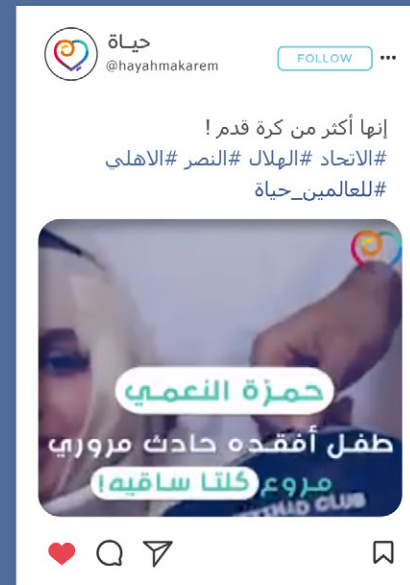 حياة
@hayahmakarem
FOLLOW
إنها أكثر من كرة قدم !
#الاتحاد #الهلال #النصر #الاهلي
#للعالمين_حياة
حمزة النعمي
طفل أفقده حادث مروري
مروع كلتا ساقيه!
CLUB